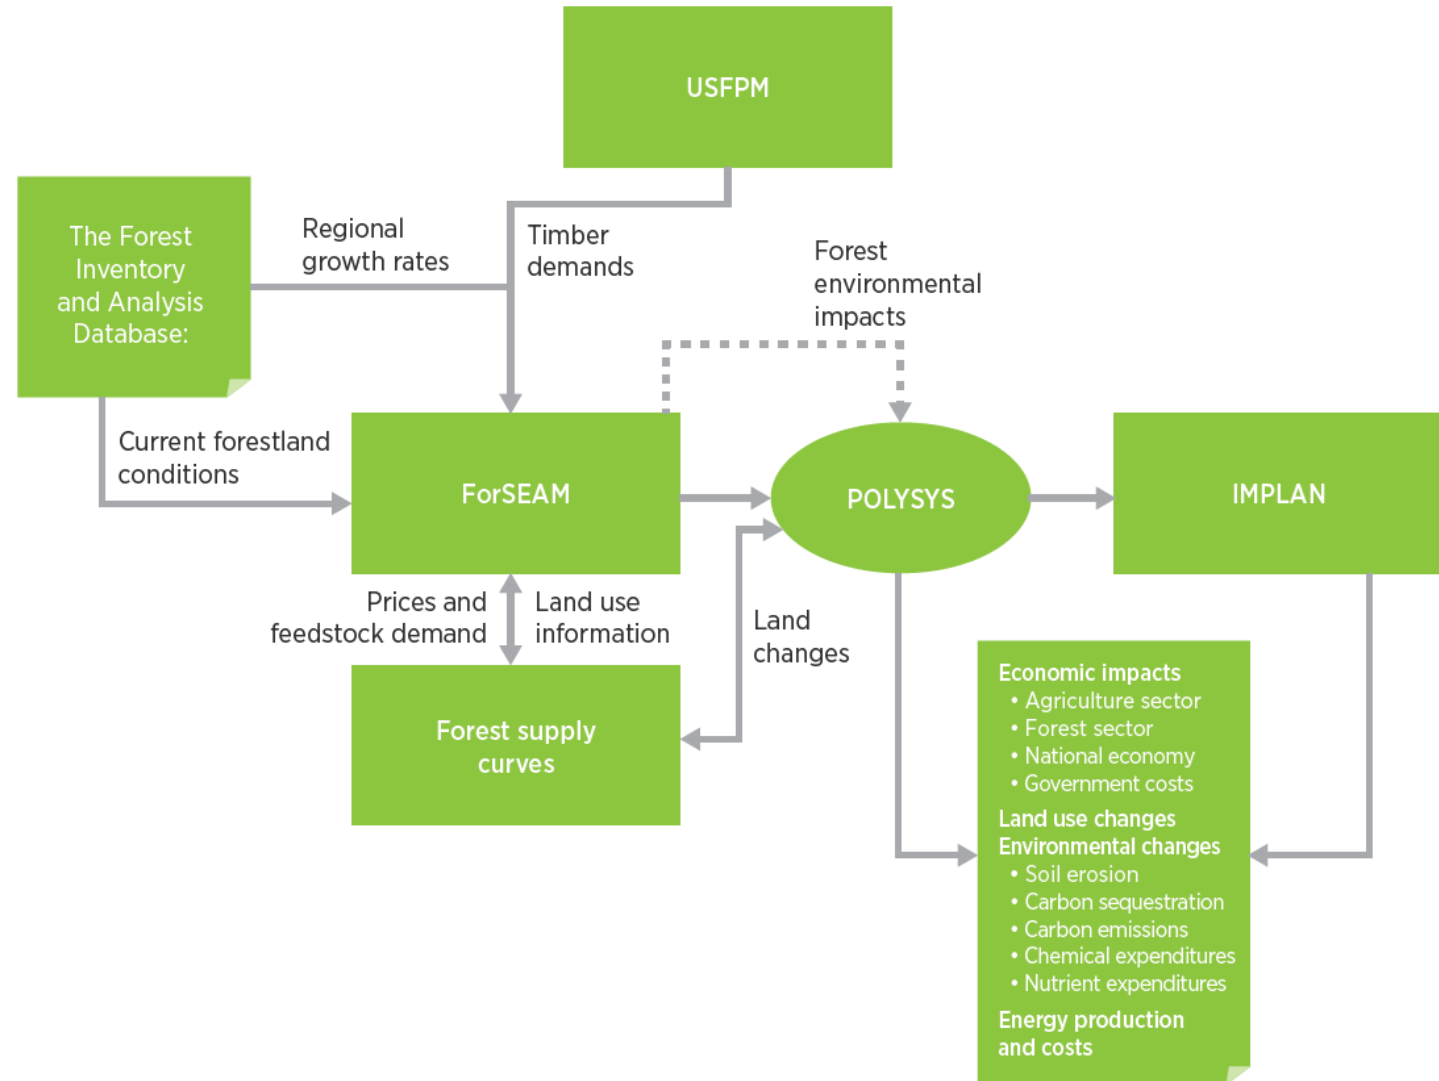 USFPM
The Forest
Inventory
and Analysis
Database:
Regional
growth rates
Timber
demands
Forest
environmental
impacts
Current forestland
conditions
ForSEAM
POLYSYS
IMPLAN
Prices and
feedstock demand
Land use
information
Land
changes
Forest supply
curves
Economic impacts
• Agriculture sector
• Forest sector
• National economy
• Government costs
Land use changes
Environmental changes
• Soil erosion
• Carbon sequestration
• Carbon emissions
• Chemical expenditures
• Nutrient expenditures
Energy production
and costs